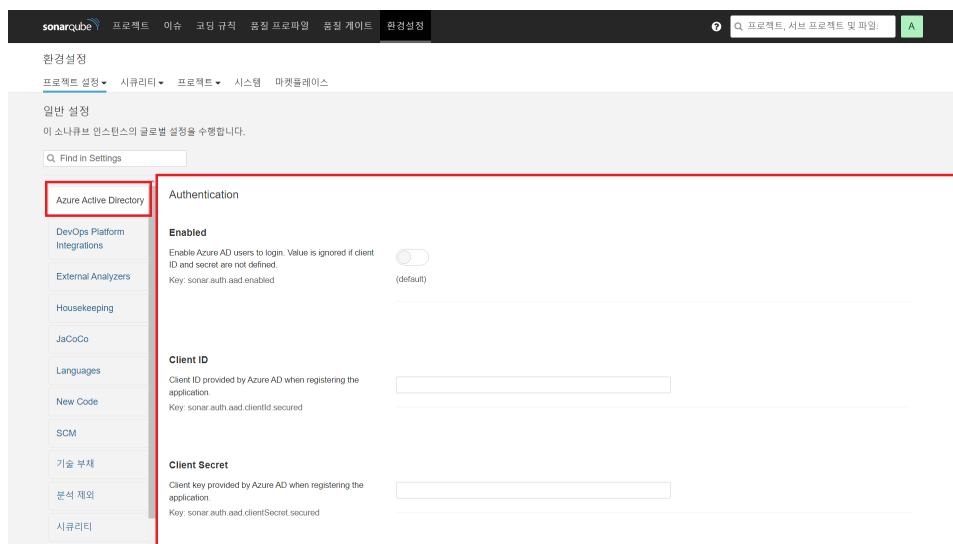 sonarqube 프로젝트 이슈 코딩 규칙 품질 프로파일 품질 게이트 환경설정 ? 프로젝트, 서브 프로젝트 및 파일: A
환경설정
프로젝트 설정 시큐리티 프로젝트 시스템 마켓플레이스
일반 설정
이 소나큐브 인스턴스의 글로벌 설정을 수행합니다.
Find in Settings
Azure Active Directory
DevOps Platform
Integrations
External Analyzers
Housekeeping
JaCoCo
Languages
New Code
SCM
기술 부채
분석 제외
시큐리티
Authentication
Enabled
Enable Azure AD users to login. Value is ignored if client
ID and secret are not defined.
Key: sonar.auth.aad.enabled
(default)
Client ID
Client ID provided by Azure AD when registering the
application.
Key: sonar.auth.aad.clientId.secured
Client Secret
Client key provided by Azure AD when registering the
application.
Key: sonar.auth.aad.clientSecret.secured